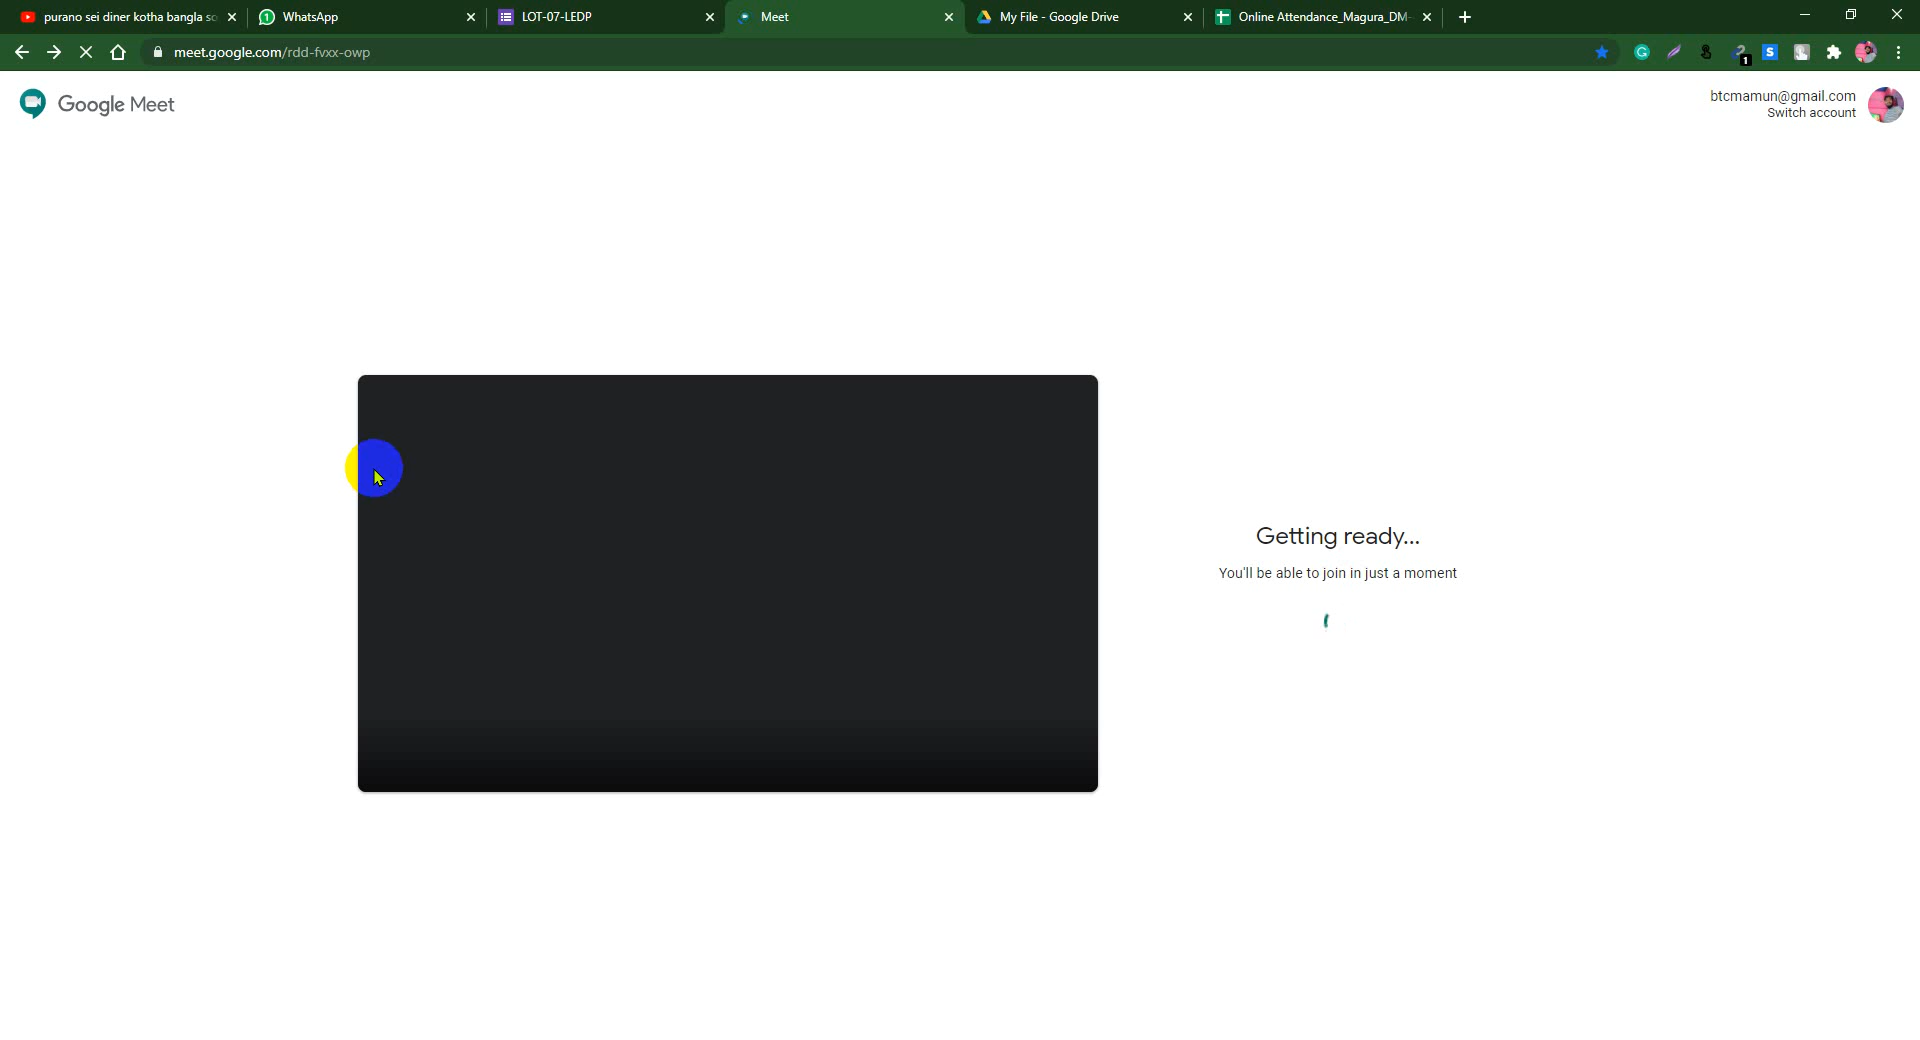 purano sei diner kotha bangla so
WhatsApp
LOT-07-LEDP
Meet
My File - Google Drive
Online Attendance_Magura_DM-
meet.google.com/rdd-fvxx-owp
1
S
Google Meet
btcmamun@gmail.com
Switch account
Getting ready...
You'll be able to join in just a moment